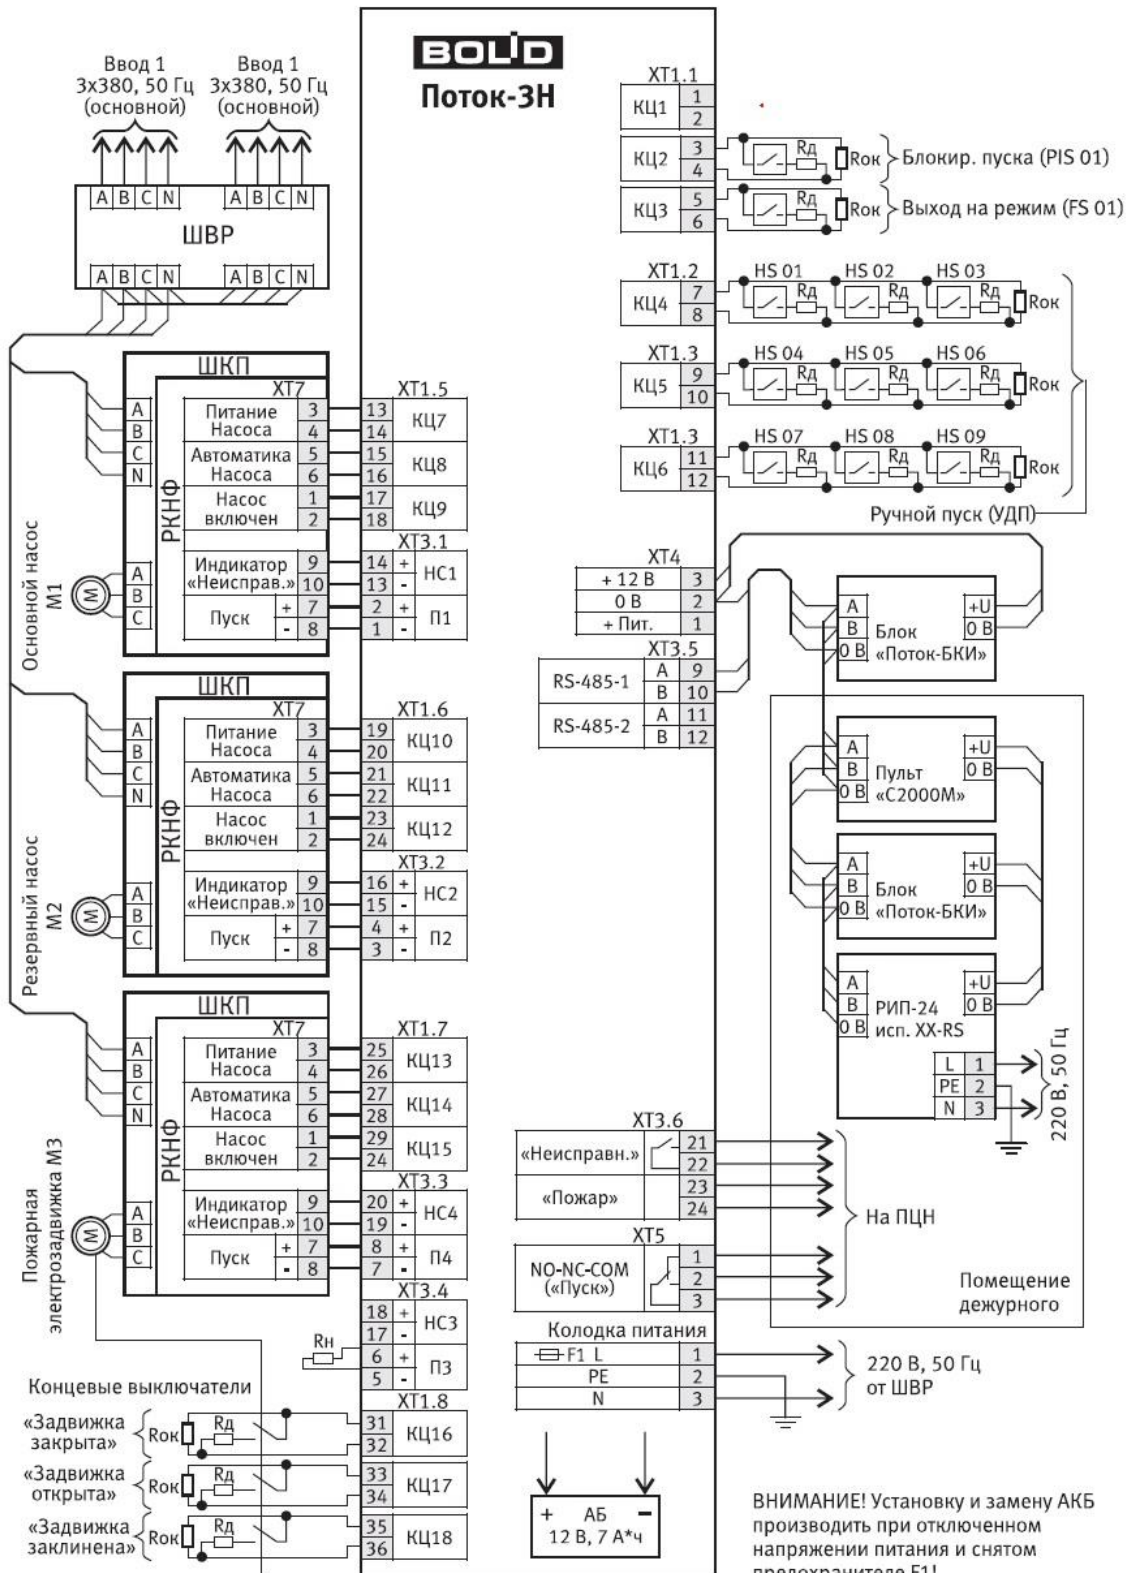 BOLID
Поток-3Н
Ввод 1
3x380, 50 Гц
(основной)
Ввод 1
3x380, 50 Гц
(основной)
A B C N
A B C N
ШВР
A B C N
A B C N
ШКП
XT7
РКНФ
A
B
C
N
Питание
Насоса
3
4
Автоматика
Насоса
5
6
Насос
включен
1
2
Индикатор
«Неисправ.»
9
10
Пуск
+ 7
- 8
A
B
C
M
Основной насос
М1
XT1.5
13
14
КЦ7
15
16
КЦ8
17
18
КЦ9
XT3.1
14 +
13 -
НС1
2 +
1 -
П1
ШКП
XT7
РКНФ
A
B
C
N
Питание
Насоса
3
4
Автоматика
Насоса
5
6
Насос
включен
1
2
Индикатор
«Неисправ.»
9
10
Пуск
+ 7
- 8
A
B
C
M
Резервный насос
М2
XT1.6
19
20
КЦ10
21
22
КЦ11
23
24
КЦ12
XT3.2
16 +
15 -
НС2
4 +
3 -
П2
ШКП
XT7
РКНФ
A
B
C
N
Питание
Насоса
3
4
Автоматика
Насоса
5
6
Насос
включен
1
2
Индикатор
«Неисправ.»
9
10
Пуск
+ 7
- 8
A
B
C
M
Пожарная
электрозадвижка М3
XT1.7
25
26
КЦ13
27
28
КЦ14
29
24
КЦ15
XT3.3
20 +
19 -
НС4
8 +
7 -
П4
XT3.4
18 +
17 -
НС3
6 +
5 -
П3
Rн
Концевые выключатели
XT1.8
«Задвижка
закрыта»
Rок
Rд
31
32
КЦ16
«Задвижка
открыта»
Rок
Rд
33
34
КЦ17
«Задвижка
заклинена»
Rок
Rд
35
36
КЦ18
XT1.1
КЦ1
1
2
КЦ2
3
4
Rд
Rок
Блокир. пуска (PIS 01)
КЦ3
5
6
Rд
Rок
Выход на режим (FS 01)
XT1.2
КЦ4
7
8
HS 01 HS 02 HS 03
Rд Rд Rд
Rок
XT1.3
КЦ5
9
10
HS 04 HS 05 HS 06
Rд Rд Rд
Rок
XT1.3
КЦ6
11
12
HS 07 HS 08 HS 09
Rд Rд Rд
Rок
Ручной пуск (УДП)
XT4
+ 12 В 3
0 В 2
+ Пит. 1
XT3.5
RS-485-1
A 9
B 10
RS-485-2
A 11
B 12
A
B
0 В
Блок
«Поток-БКИ»
+U
0 В
A
B
0 В
Пульт
«С2000М»
+U
0 В
A
B
0 В
Блок
«Поток-БКИ»
+U
0 В
A
B
0 В
РИП-24
исп. XX-RS
+U
0 В
L 1
PE 2
N 3
220 В, 50 Гц
XT3.6
«Неисправн.»
21
22
«Пожар»
23
24
XT5
NO-NC-COM
(«Пуск»)
1
2
3
На ПЦН
Помещение
дежурного
Колодка питания
F1 L 1
PE 2
N 3
220 В, 50 Гц
от ШВР
+ АБ -
12 В, 7 А*ч
ВНИМАНИЕ! Установку и замену АКБ
производить при отключенном
напряжении питания и снятом
предохранителе F1!